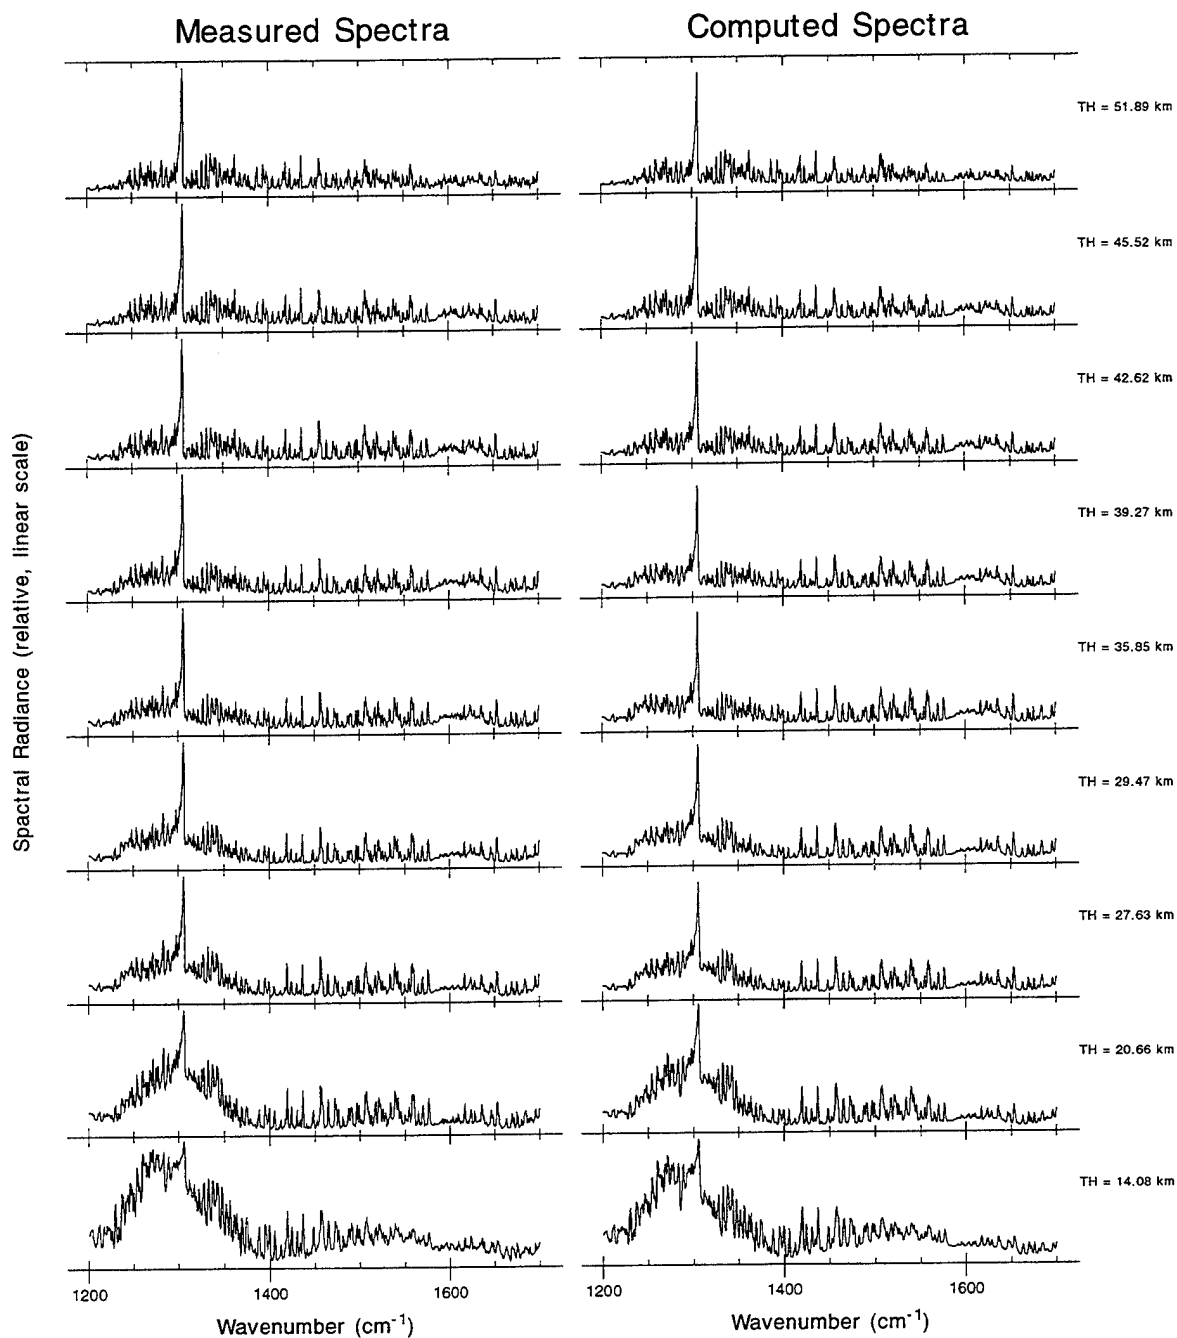 Measured Spectra
Computed Spectra
TH = 51.89 km
TH = 45.52 km
TH = 42.62 km
TH = 39.27 km
TH = 35.85 km
TH = 29.47 km
TH = 27.63 km
TH = 20.66 km
TH = 14.08 km
Spactral Radiance (relative, linear scale)
1200 1400 1600
1200 1400 1600
Wavenumber (cm-1)
Wavenumber (cm-1)